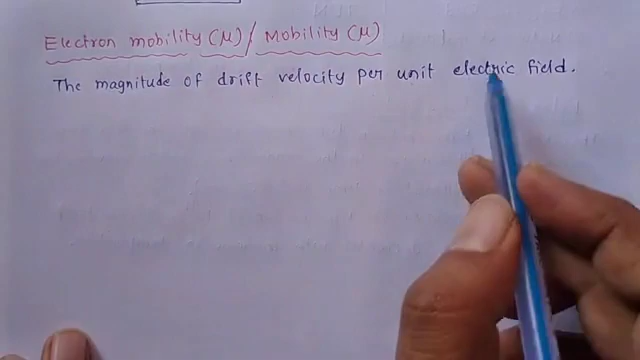 Electron mobility (μ) / Mobility (μ)
The magnitude of drift velocity per unit electric field.